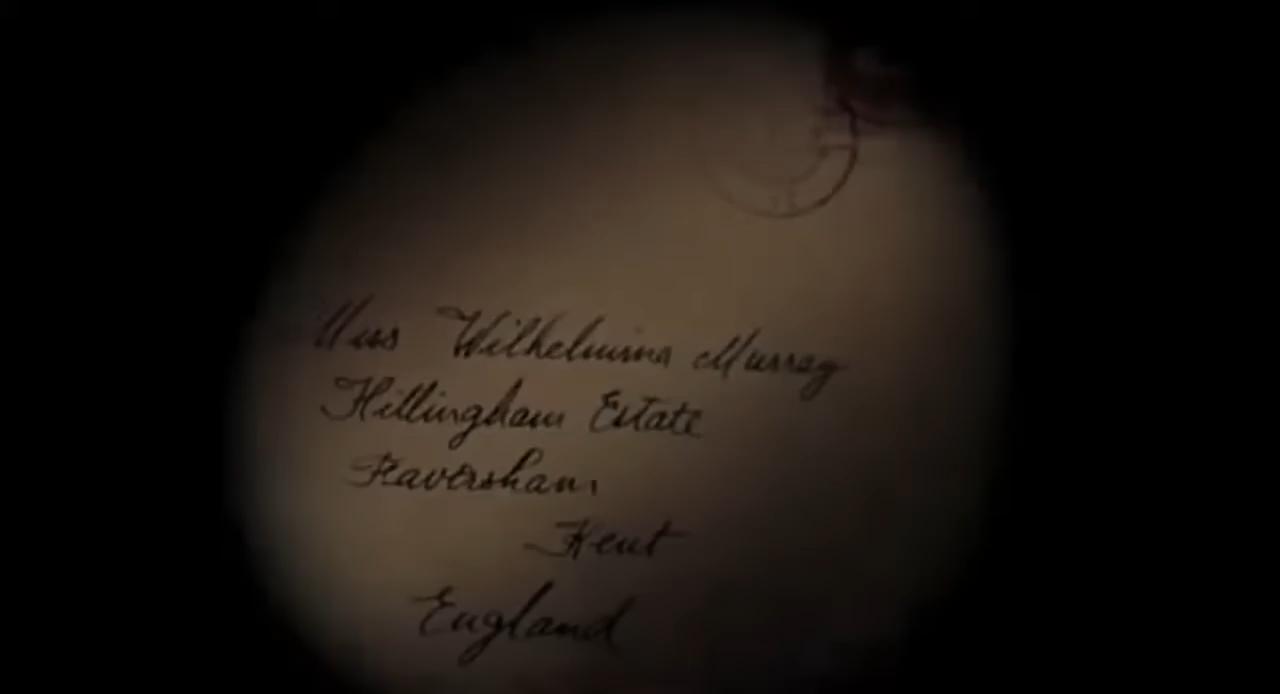 Miss Wilhelmina Murray
Hillingham Estate
Faversham
Kent
England